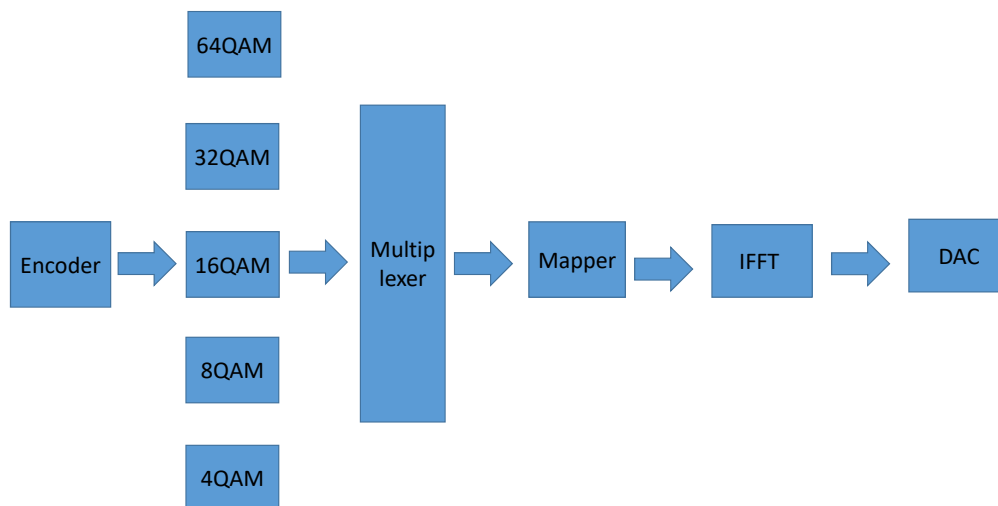 64QAM
32QAM
Encoder
16QAM
8QAM
4QAM
Multip
lexer
Mapper
IFFT
DAC